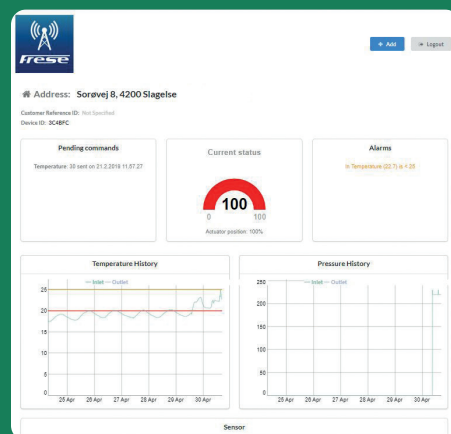 Frese
+ Add
Logout
Address: Sorøvej 8, 4200 Slagelse
Customer Reference ID: Not Specified
Device ID: 3C4BFC
Pending commands
Temperature: 30 sent on 21.2.2019 11.57.27
Current status
100
0 100
Actuator position: 100%
Alarms
In Temperature (22.7) is < 25
Temperature History
Inlet Outlet
25
20
15
10
5
0
25 Apr 26 Apr 27 Apr 28 Apr 29 Apr 30 Apr
Pressure History
Inlet Outlet
250
200
150
100
50
0
25 Apr 26 Apr 27 Apr 28 Apr 29 Apr 30 Apr
Sensor